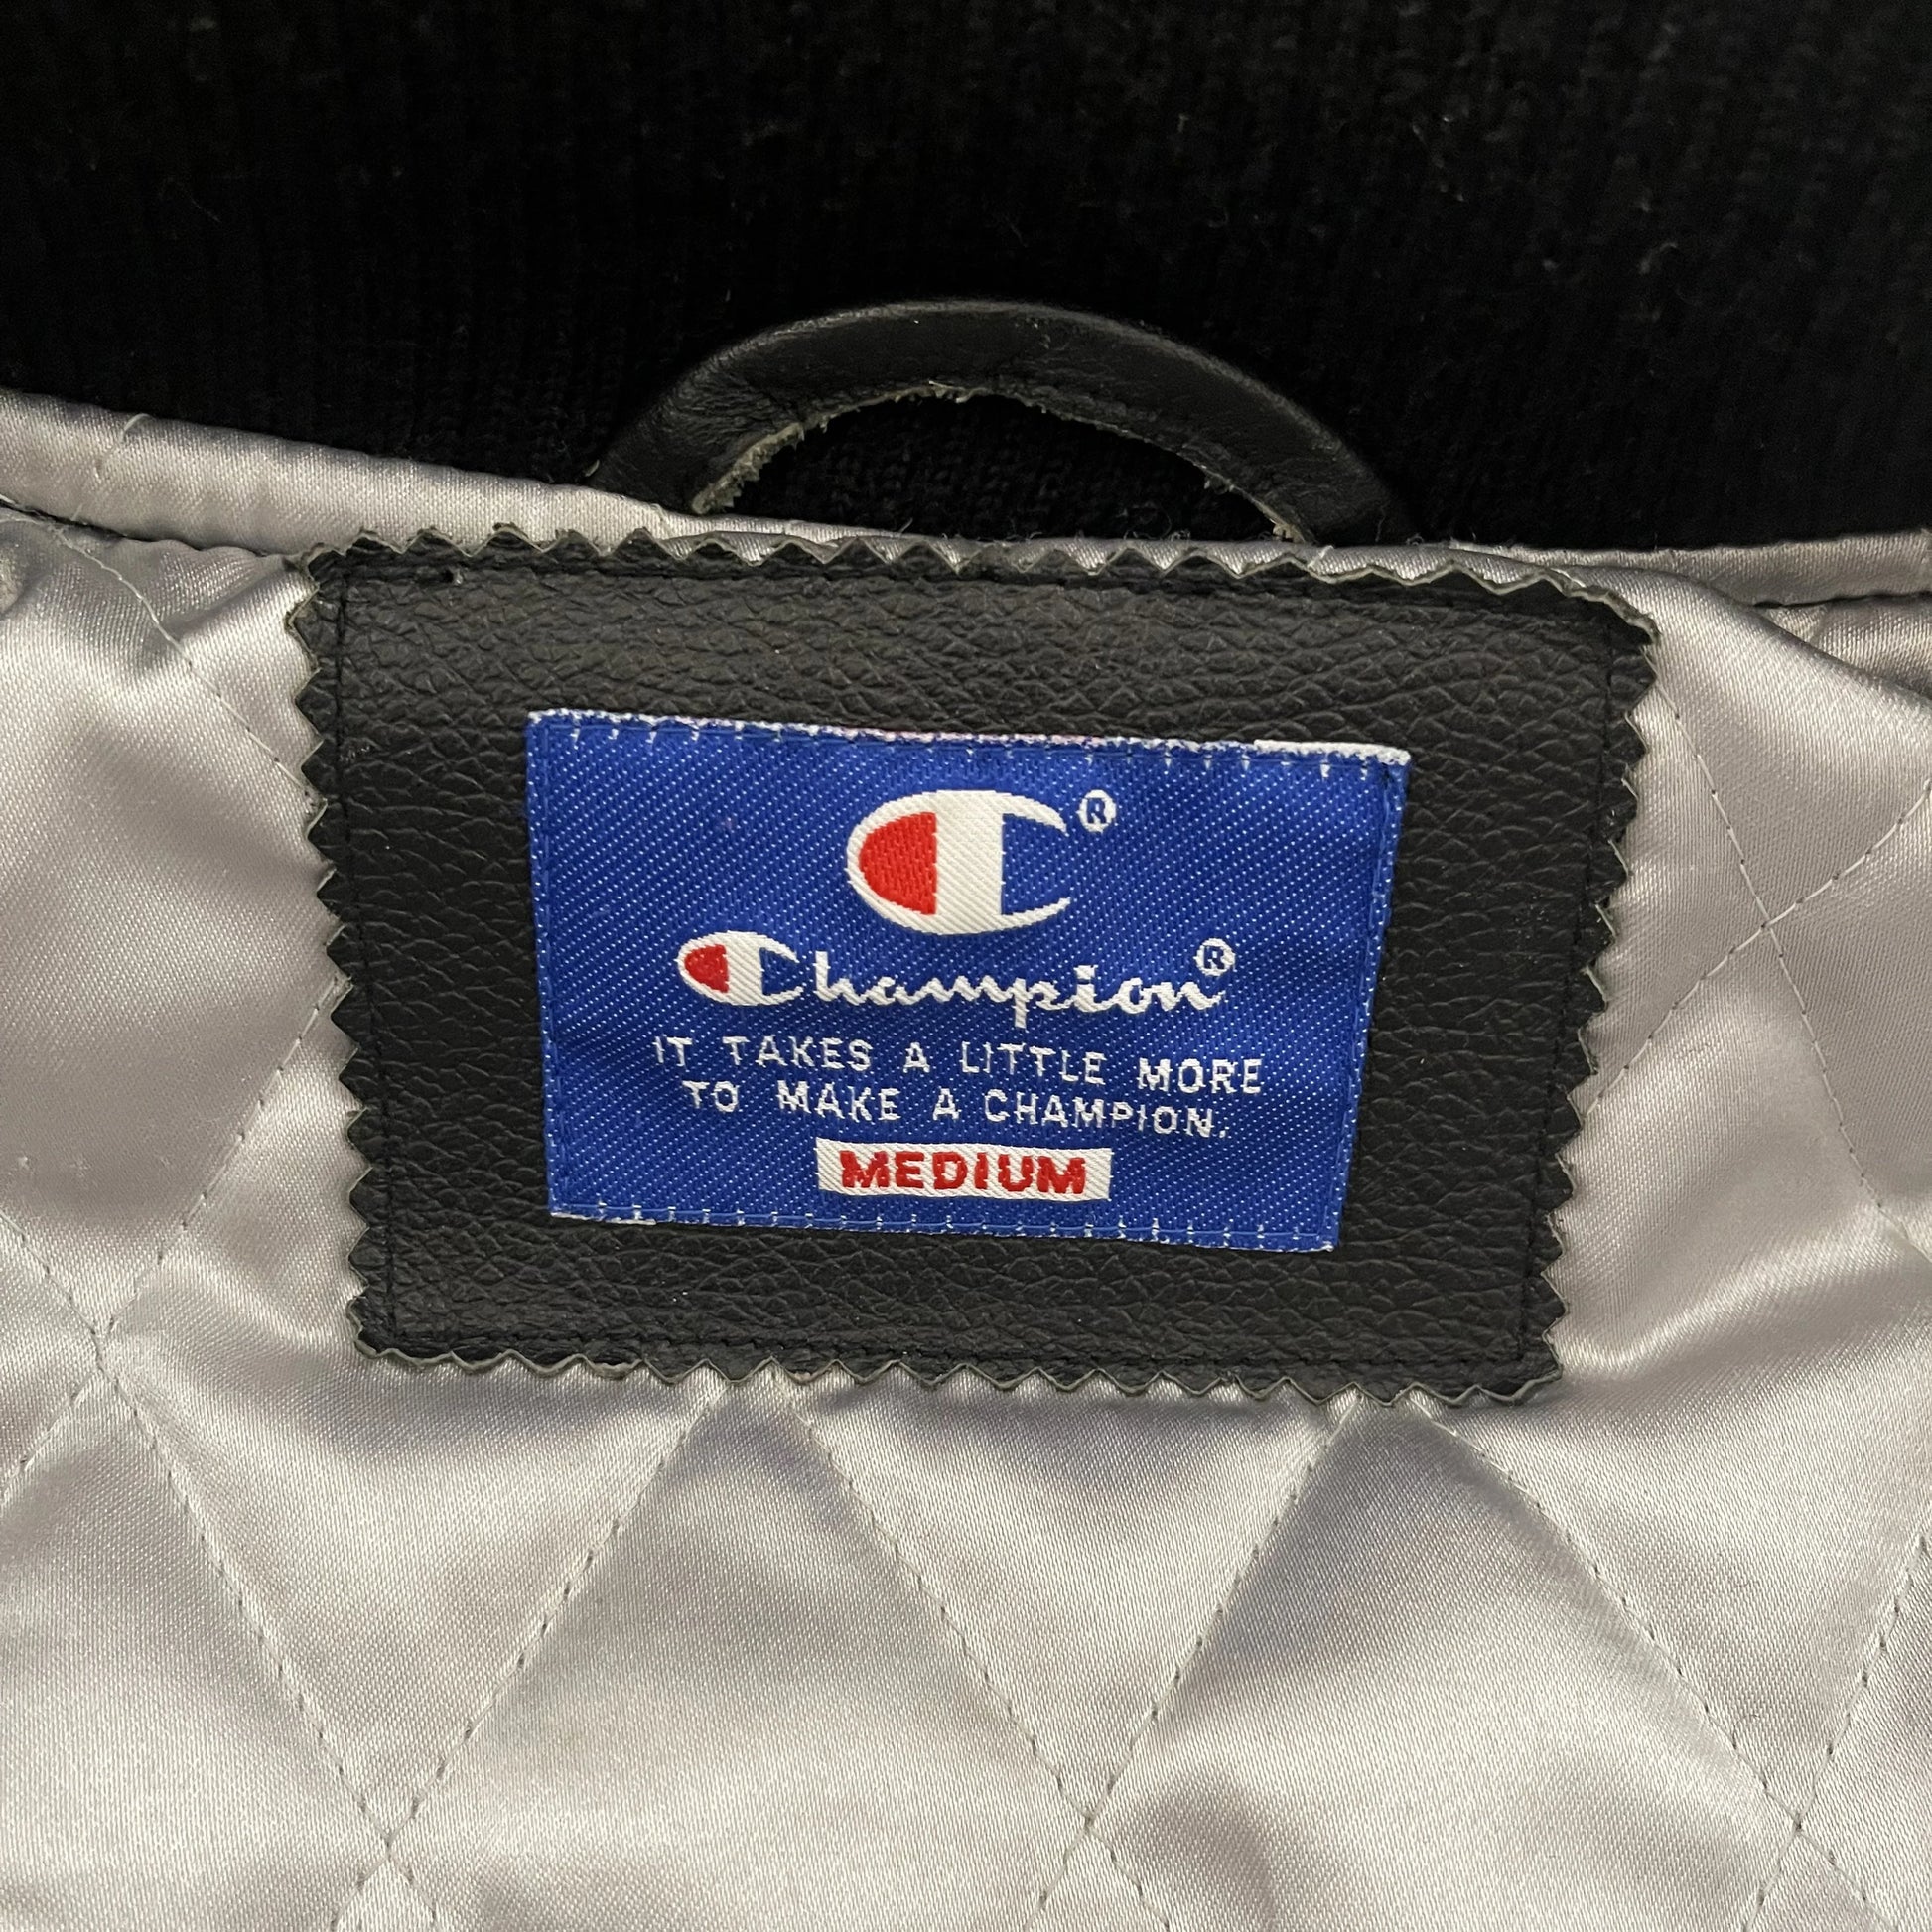 C®
Champion®
IT TAKES A LITTLE MORE
TO MAKE A CHAMPION.
MEDIUM